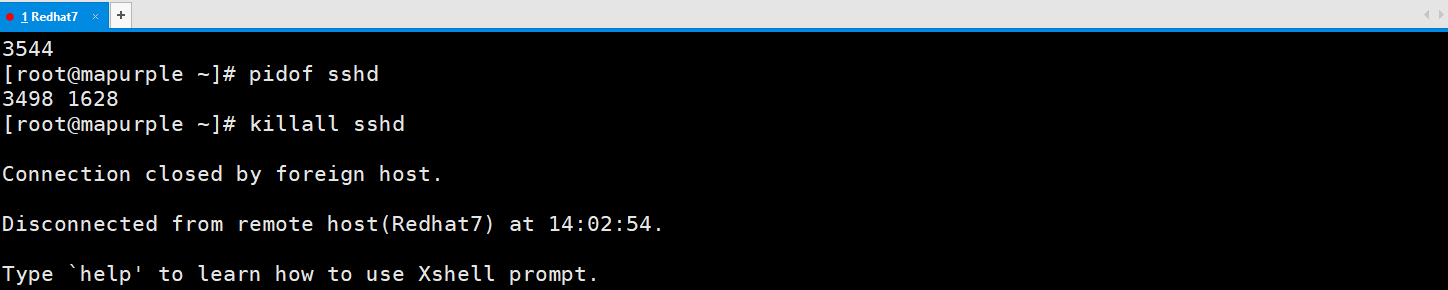 1 Redhat7 × +
3544
[root@mapurple ~]# pidof sshd
3498 1628
[root@mapurple ~]# killall sshd
Connection closed by foreign host.
Disconnected from remote host(Redhat7) at 14:02:54.
Type `help' to learn how to use Xshell prompt.